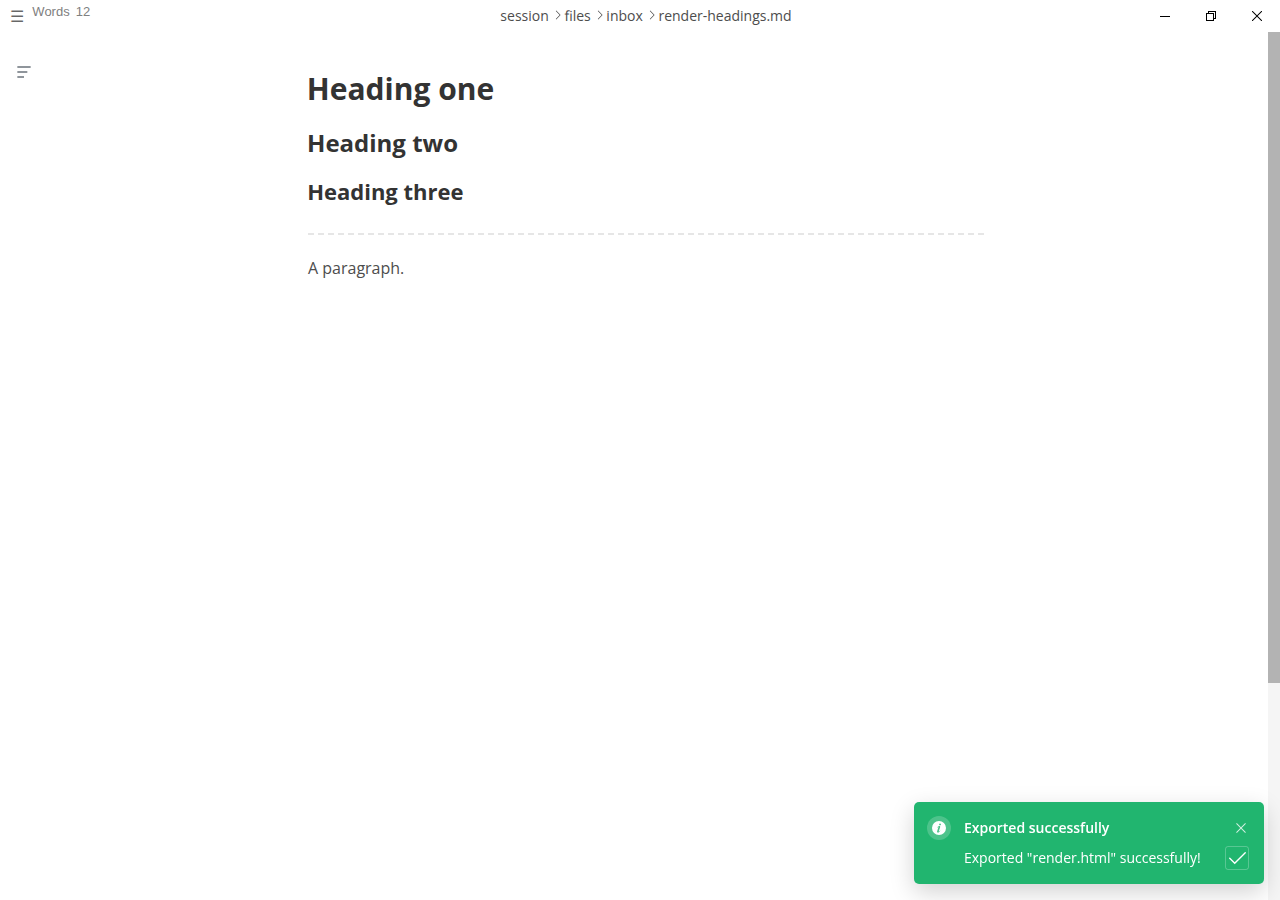 Words 12
session > files > inbox > render-headings.md
Heading one
Heading two
Heading three
A paragraph.
Exported successfully
Exported "render.html" successfully!